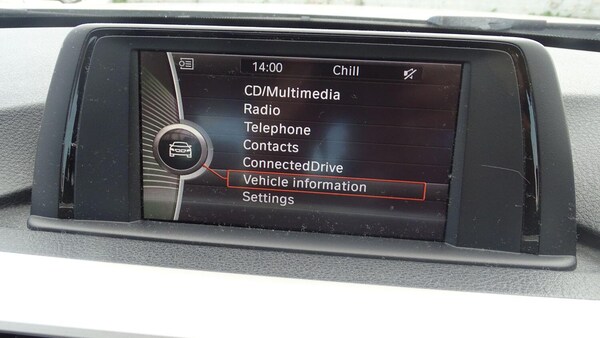 14:00 Chill
CD/Multimedia
Radio
Telephone
Contacts
ConnectedDrive
Vehicle information
Settings